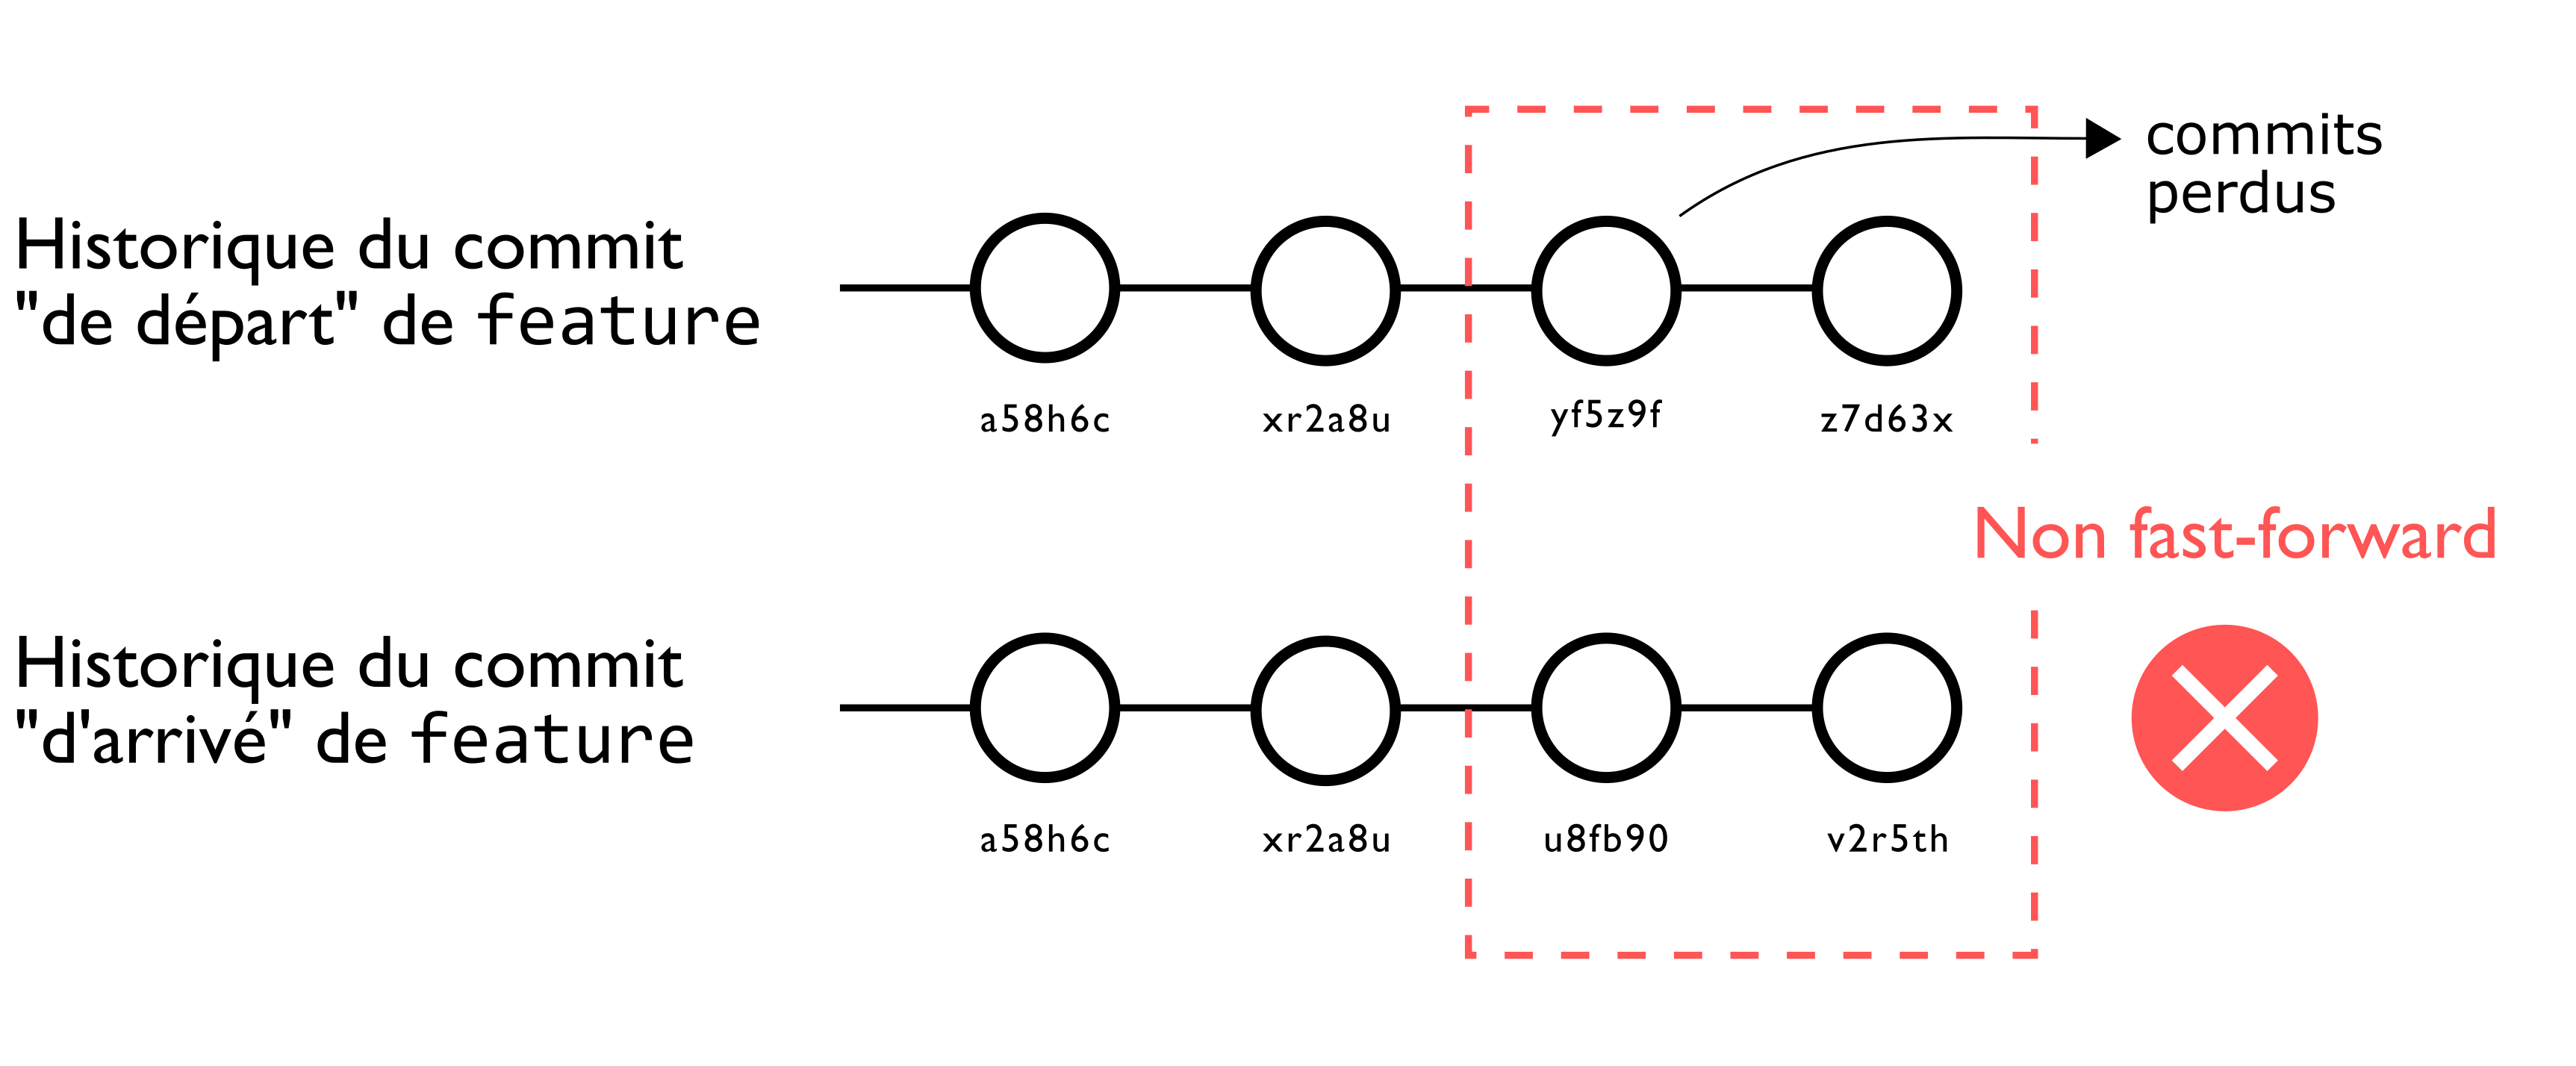 commits
perdus
Historique du commit
"de départ" de feature
a58h6c
xr2a8u
yf5z9f
z7d63x
Non fast-forward
Historique du commit
"d'arrivé" de feature
a58h6c
xr2a8u
u8fb90
v2r5th